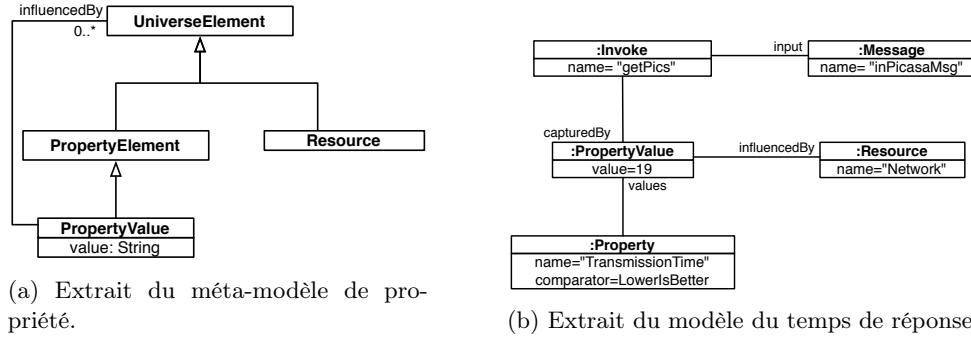 influencedBy
0..*
UniverseElement
PropertyElement
Resource
PropertyValue
value: String
(a) Extrait du méta-modèle de pro-
priété.
:Invoke
name= "getPics"
input
:Message
name= "inPicasaMsg"
capturedBy
:PropertyValue
value=19
values
influencedBy
:Resource
name="Network"
:Property
name="TransmissionTime"
comparator=LowerIsBetter
(b) Extrait du modèle du temps de réponse